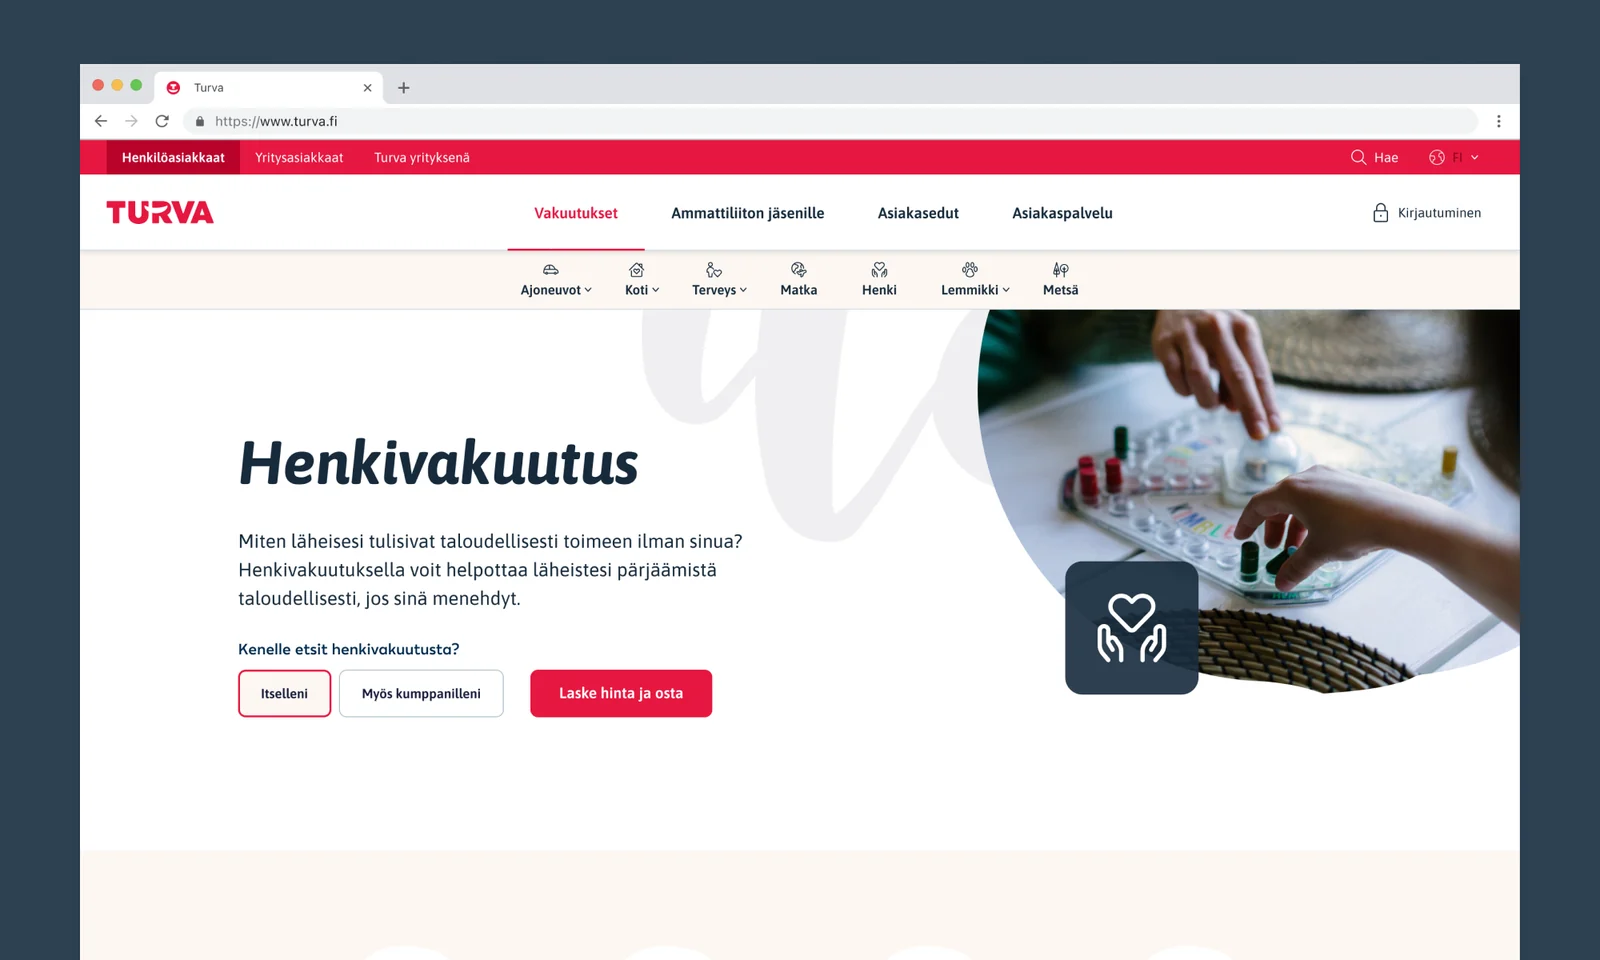 Turva
https://www.turva.fi
Henkilöasiakkaat Yritysasiakkaat Turva yrityksenä Hae FI
TURVA Vakuutukset Ammattiliiton jäsenille Asiakasedut Asiakaspalvelu Kirjautuminen
Ajoneuvot Koti Terveys Matka Henki Lemmikki Metsä
Henkivakuutus
Miten läheisesi tulisivat taloudellisesti toimeen ilman sinua?
Henkivakuutuksella voit helpottaa läheistesi pärjäämistä
taloudellisesti, jos sinä menehdyt.
Kenelle etsit henkivakuutusta?
Itselleni Myös kumppanilleni Laske hinta ja osta
KIMBLE